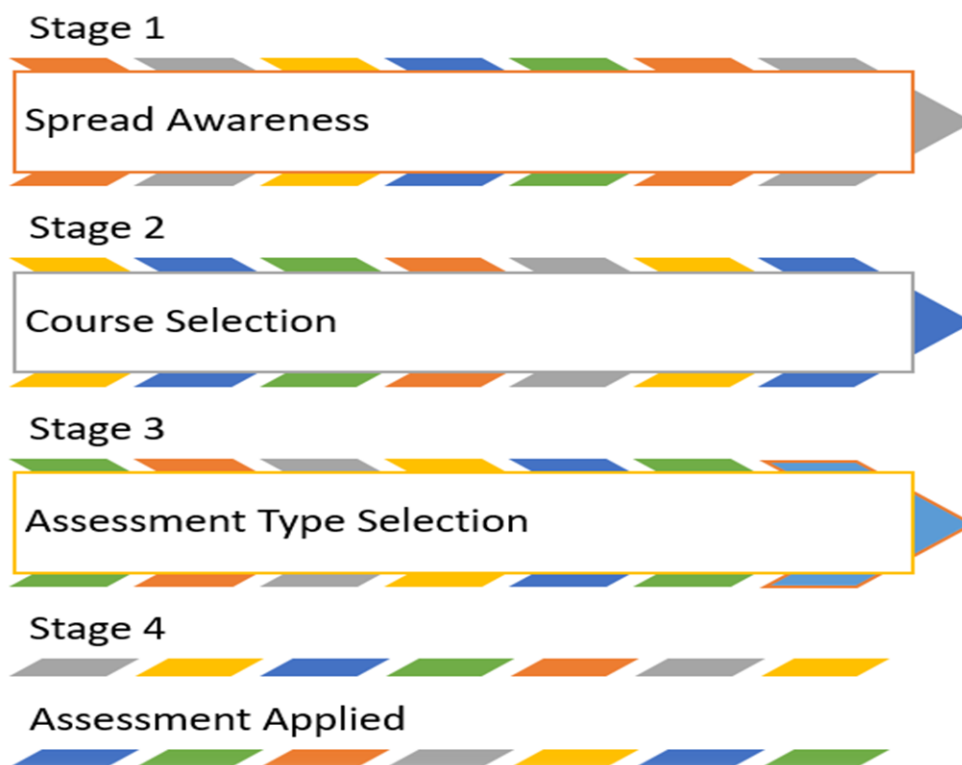 Stage 1
Spread Awareness
Stage 2
Course Selection
Stage 3
Assessment Type Selection
Stage 4
Assessment Applied